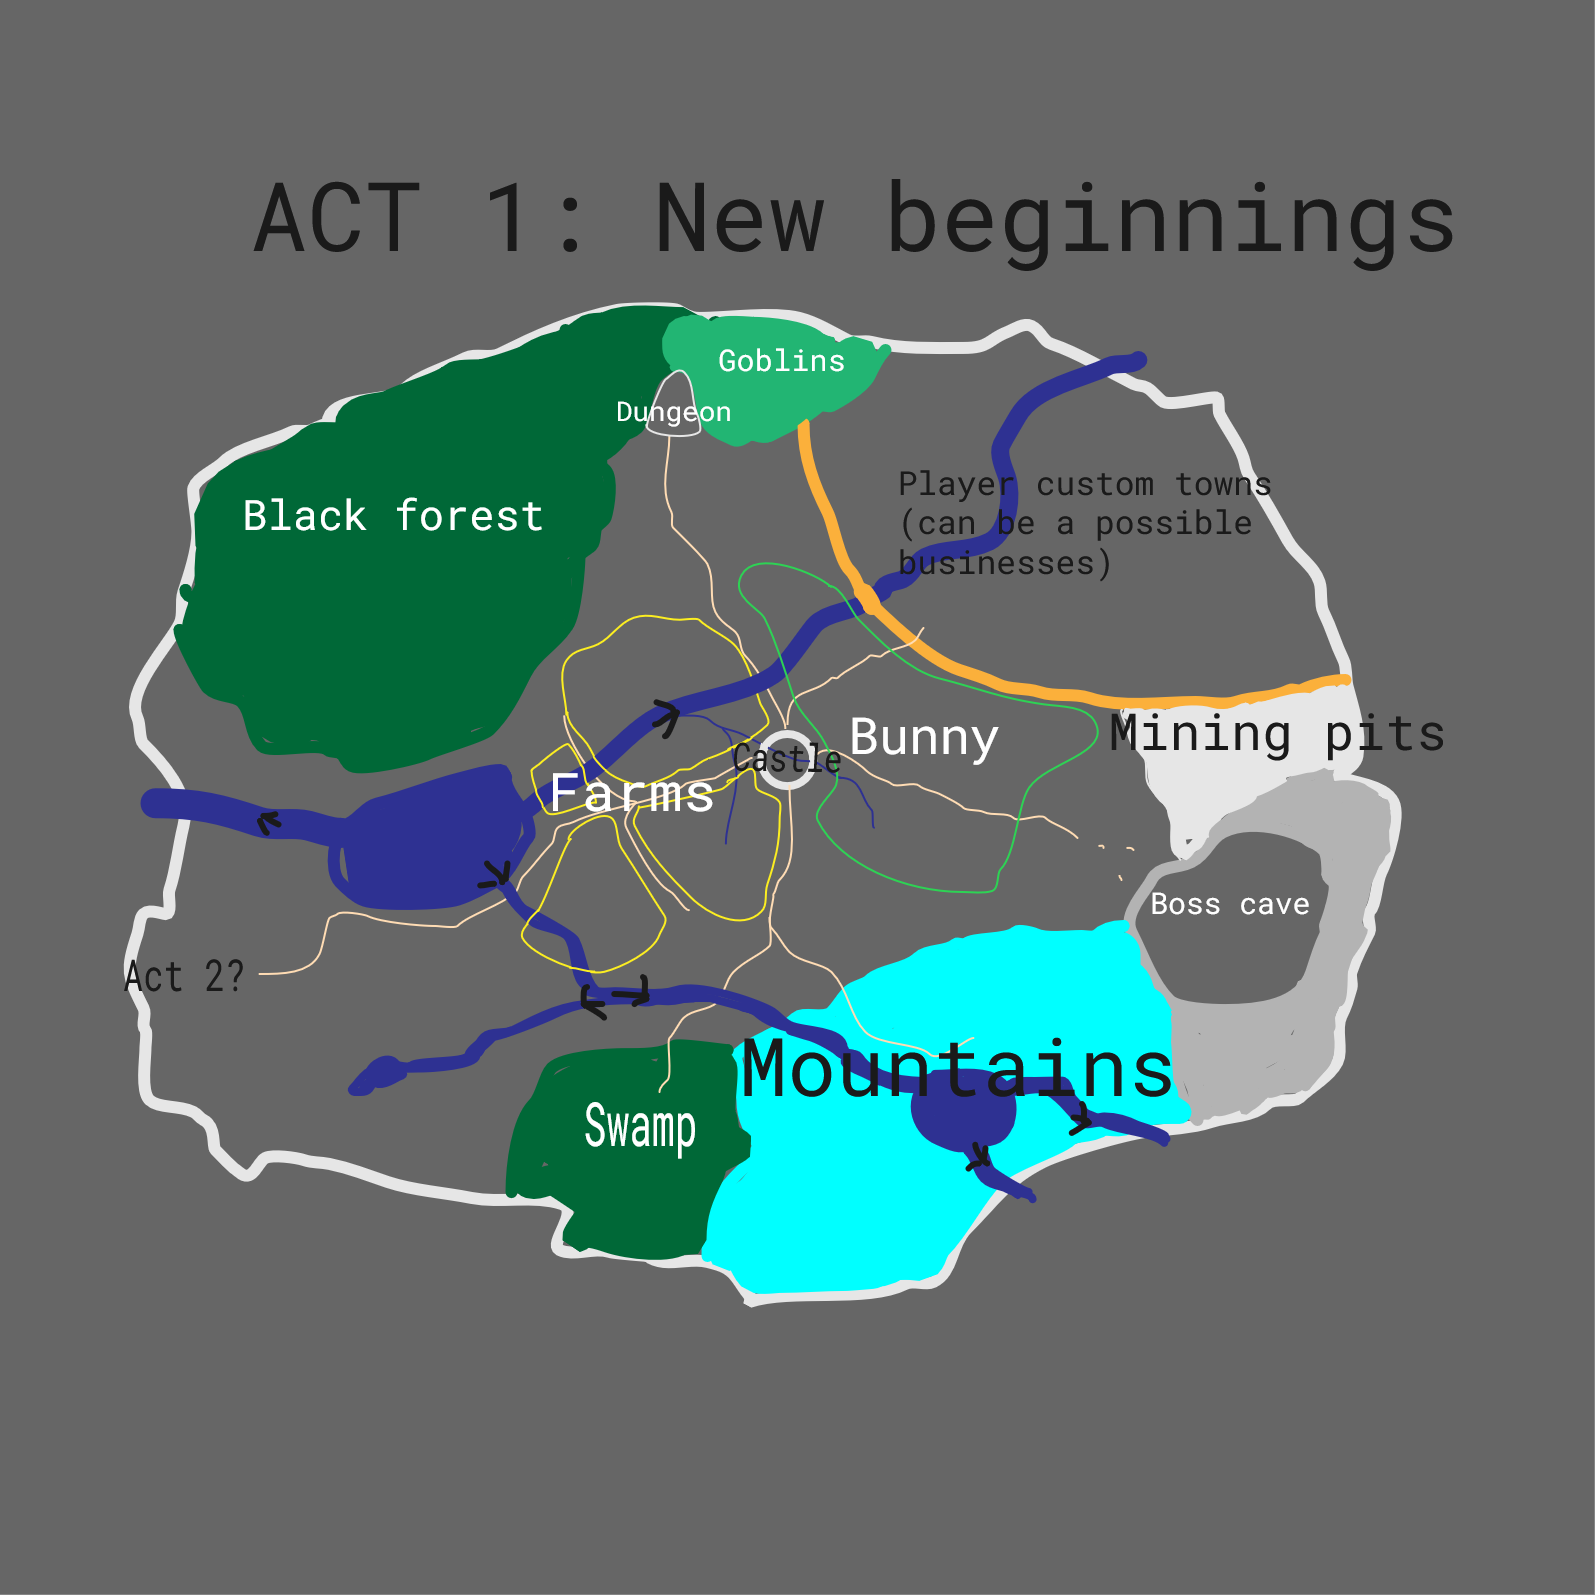 ACT 1: New beginnings
Goblins
Dungeon
Black forest
Player custom towns
(can be a possible
businesses)
Bunny
Mining pits
Castle
Farms
Boss cave
Act 2?
Mountains
Swamp